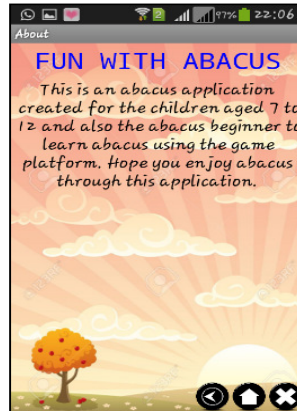 97% 22:06
About
FUN WITH ABACUS
This is an abacus application
created for the children aged 7 to
12 and also the abacus beginner to
learn abacus using the game
platform. Hope you enjoy abacus
through this application.